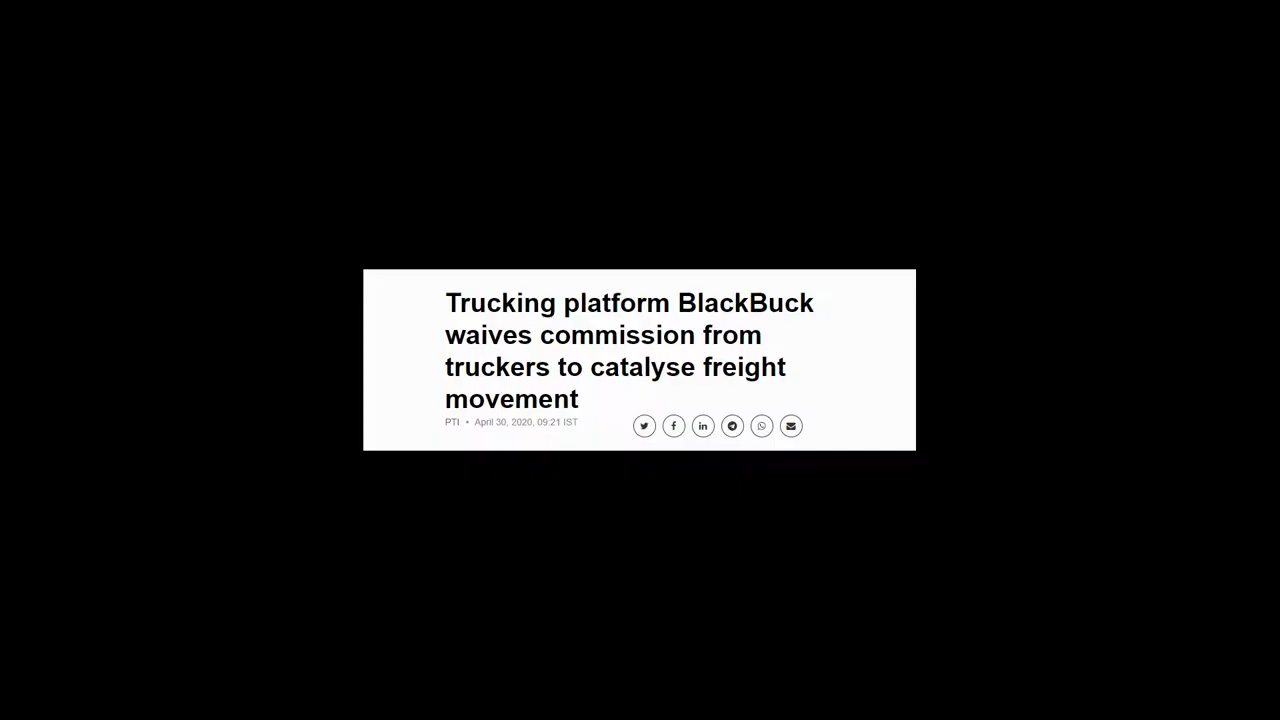 Trucking platform BlackBuck
waives commission from
truckers to catalyse freight
movement
PTI • April 30, 2020, 09:21 IST